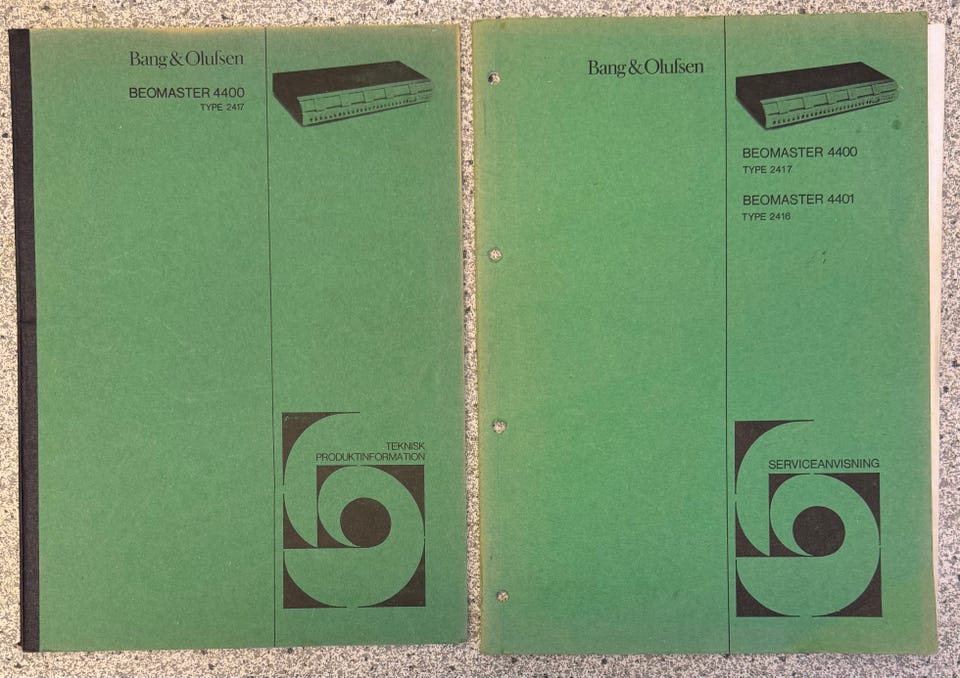 Bang & Olufsen
BEOMASTER 4400
TYPE 2417
TEKNISK
PRODUKTINFORMATION
Bang & Olufsen
BEOMASTER 4400
TYPE 2417
BEOMASTER 4401
TYPE 2416
SERVICEANVISNING